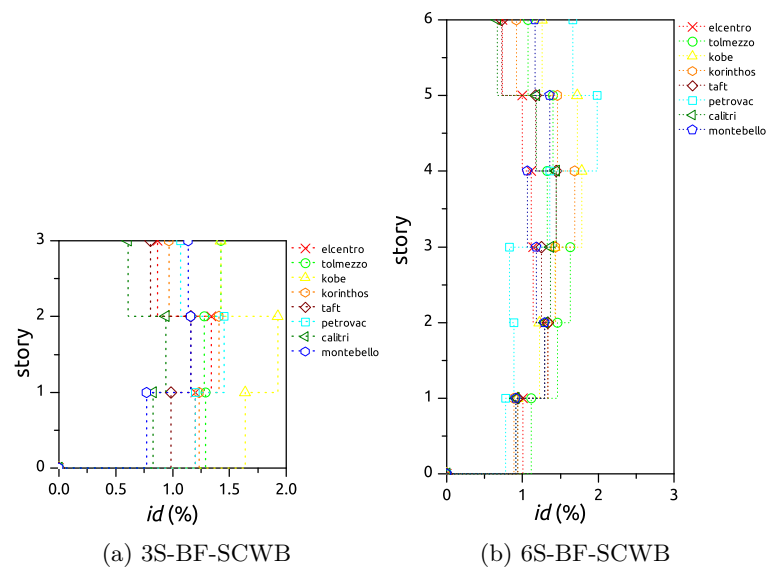 6
5
4
3
2
1
0
story
0
1
2
3
id (%)
elcentro
tolmezzo
kobe
korinthos
taft
petrovac
calitri
montebello
3
2
1
0
story
0.0
0.5
1.0
1.5
2.0
id (%)
elcentro
tolmezzo
kobe
korinthos
taft
petrovac
calitri
montebello
(a) 3S-BF-SCWB
(b) 6S-BF-SCWB